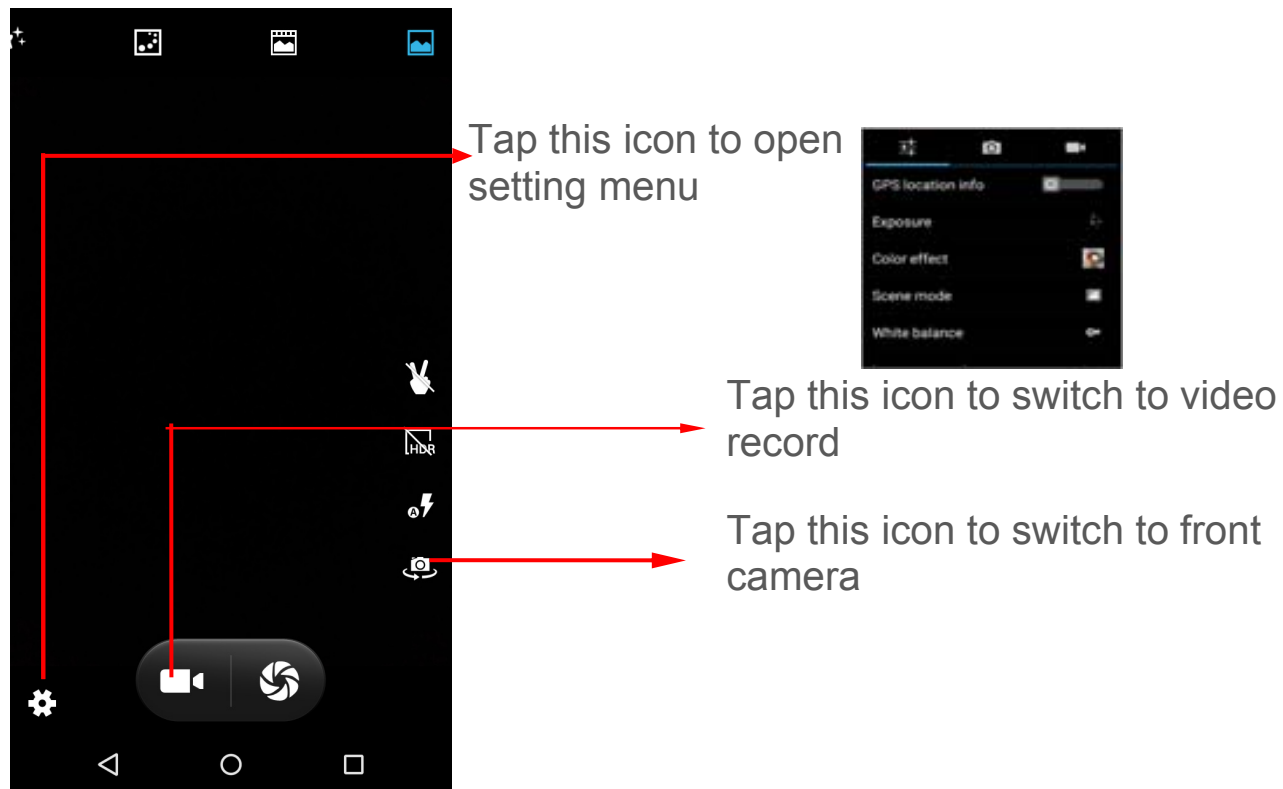 Tap this icon to open
setting menu
GPS location info
Exposure
Color effect
Scene mode
White balance
Tap this icon to switch to video
record
HDR
A
Tap this icon to switch to front
camera